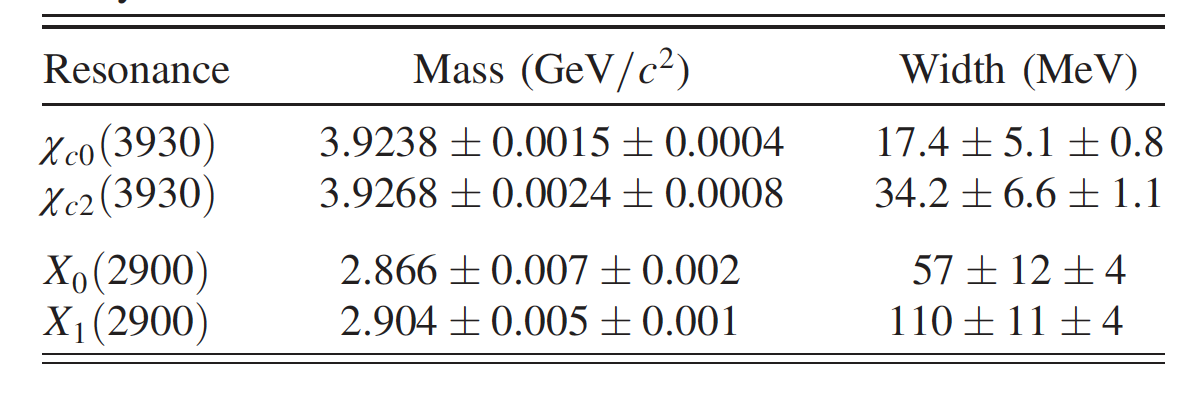 Resonance Mass (GeV/c²) Width (MeV)
χc0(3930) 3.9238 ± 0.0015 ± 0.0004 17.4 ± 5.1 ± 0.8
χc2(3930) 3.9268 ± 0.0024 ± 0.0008 34.2 ± 6.6 ± 1.1
X0(2900) 2.866 ± 0.007 ± 0.002 57 ± 12 ± 4
X1(2900) 2.904 ± 0.005 ± 0.001 110 ± 11 ± 4